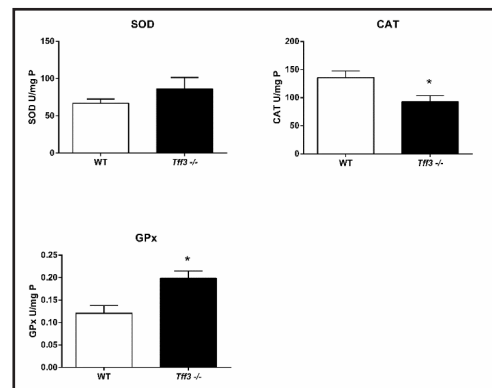 SOD
SOD U/mg P
150
100
50
0
WT
Tff3 -/-
CAT
CAT U/mg P
200
150
100
50
0
*
WT
Tff3 -/-
GPx
GPx U/mg P
0.25
0.20
0.15
0.10
0.05
0.00
*
WT
Tff3 -/-